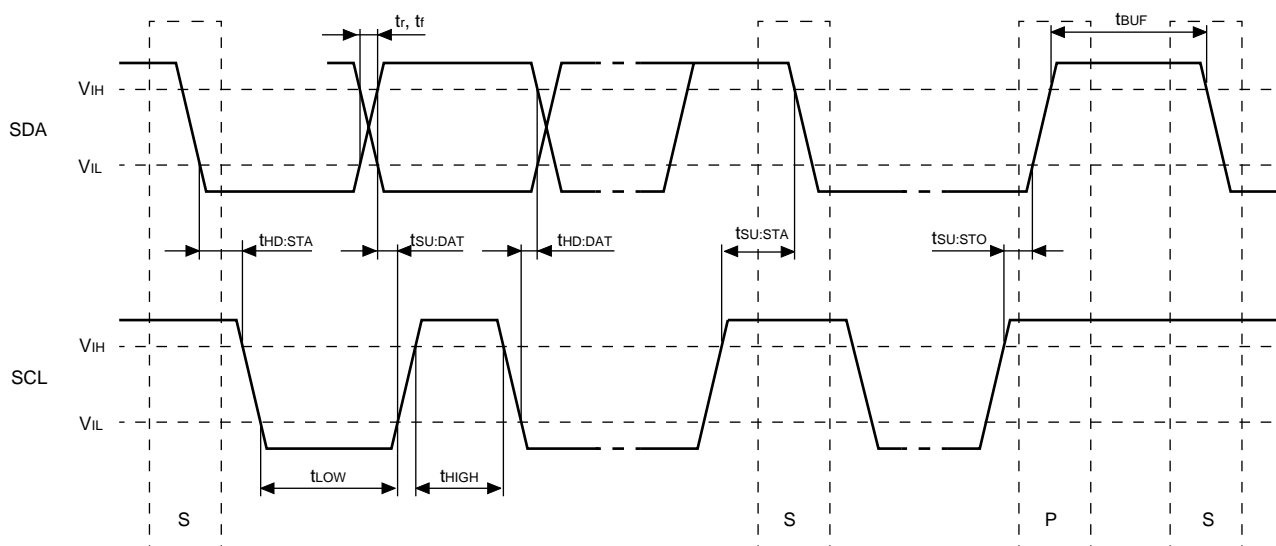 tr, tf
tBUF
VIH
SDA
VIL
tHD:STA
tSU:DAT
tHD:DAT
tSU:STA
tSU:STO
VIH
SCL
VIL
tLOW
tHIGH
S
S
P
S